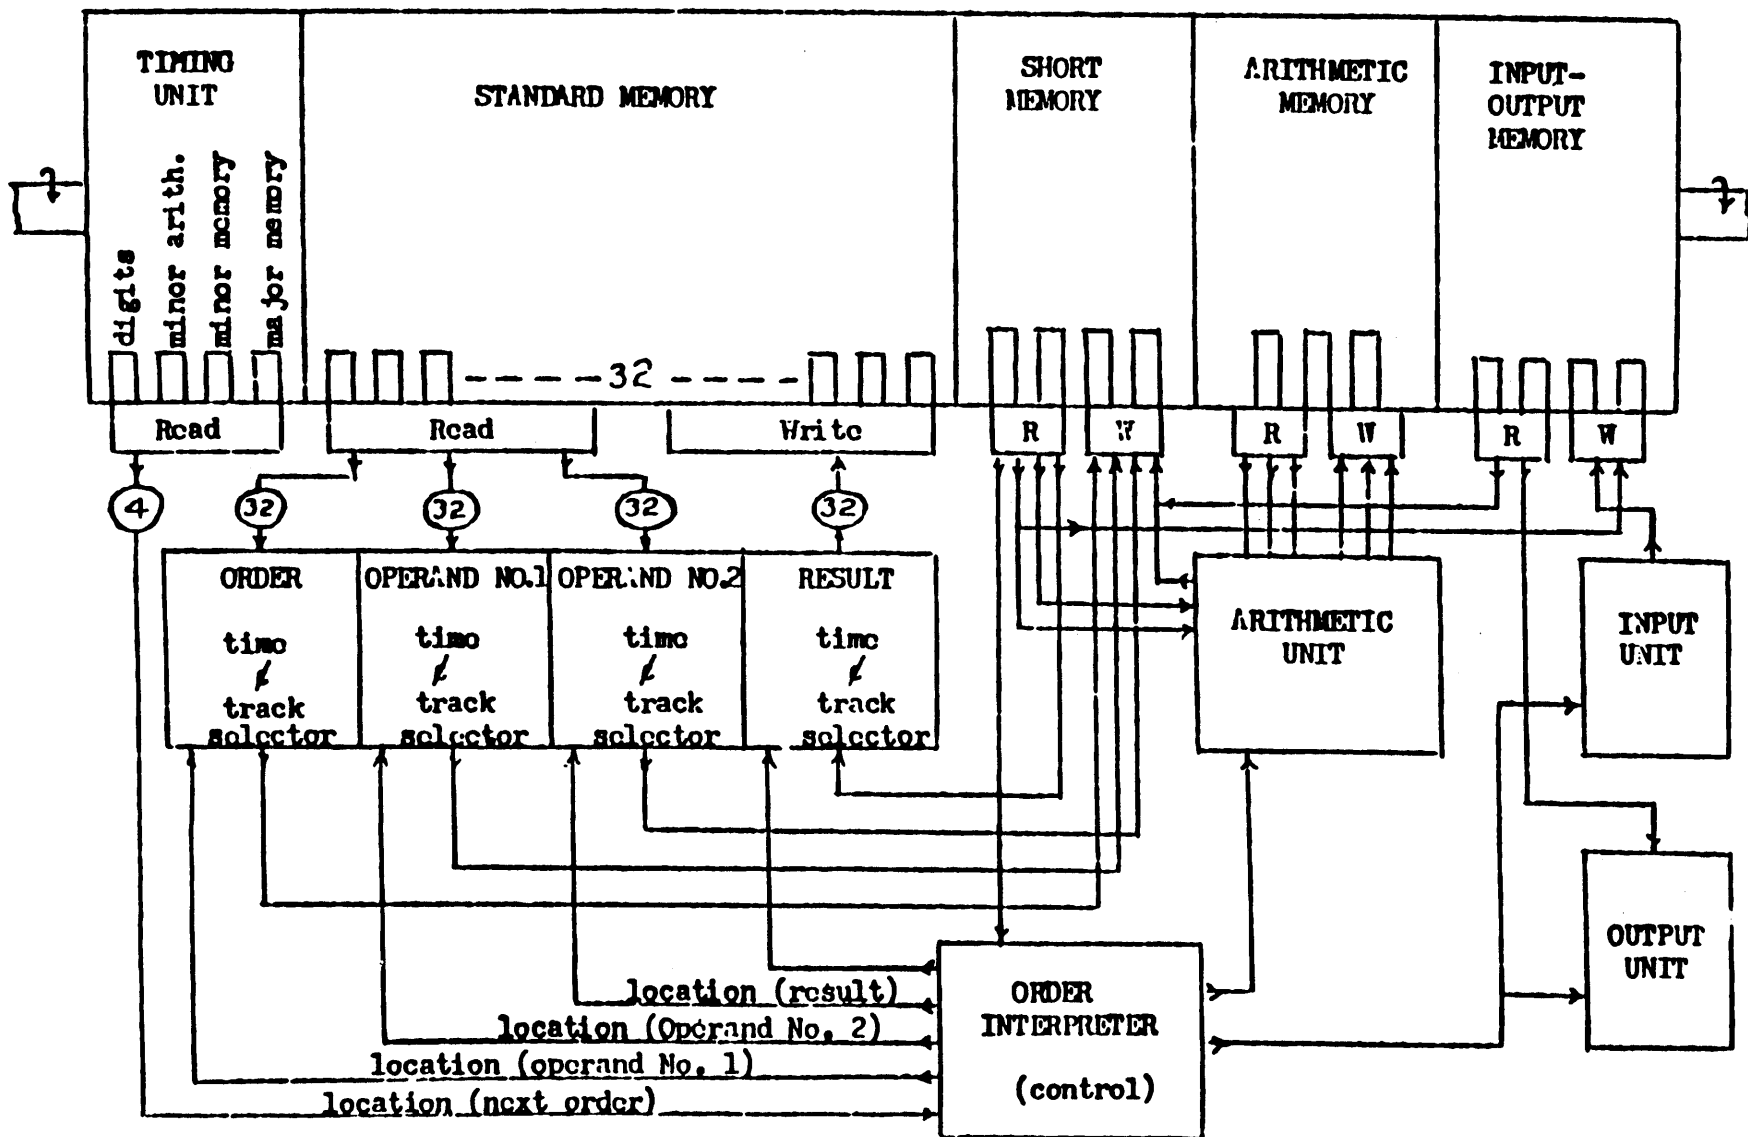 TIMING
UNIT
STANDARD MEMORY
SHORT
MEMORY
ARITHMETIC
MEMORY
INPUT-
OUTPUT
MEMORY
digits
minor arith.
minor memory
major memory
32
Read
Read
Write
R
W
R
W
R
W
4
32
32
32
32
ORDER
time
&
track
selector
OPERAND NO.1
time
&
track
selector
OPERAND NO.2
time
&
track
selector
RESULT
time
&
track
selector
ARITHMETIC
UNIT
INPUT
UNIT
OUTPUT
UNIT
ORDER
INTERPRETER
(control)
location (result)
location (Operand No. 2)
location (operand No. 1)
location (next order)